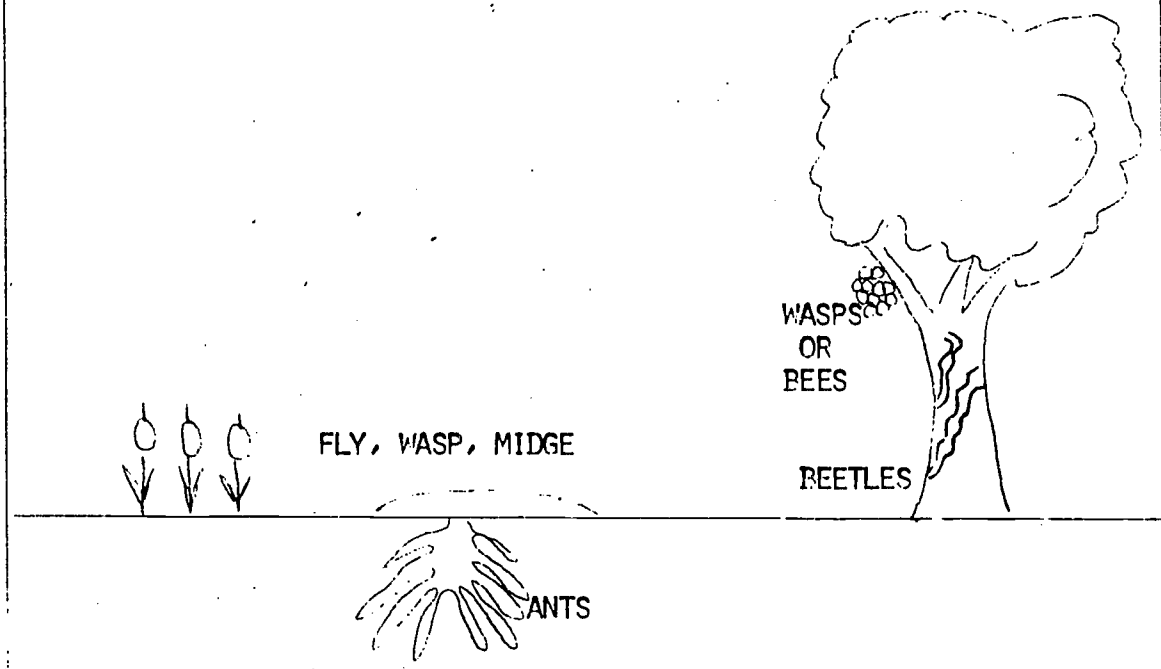 WASPS
OR
BEES
FLY, WASP, MIDGE
BEETLES
ANTS